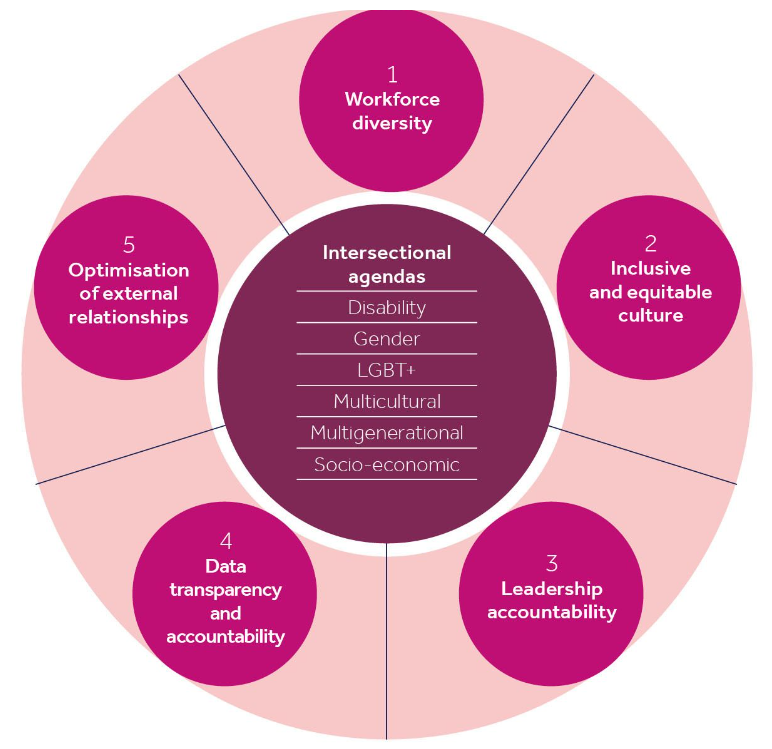 1
Workforce
diversity
2
Inclusive
and equitable
culture
3
Leadership
accountability
4
Data
transparency
and
accountability
5
Optimisation
of external
relationships
Intersectional
agendas
Disability
Gender
LGBT+
Multicultural
Multigenerational
Socio-economic